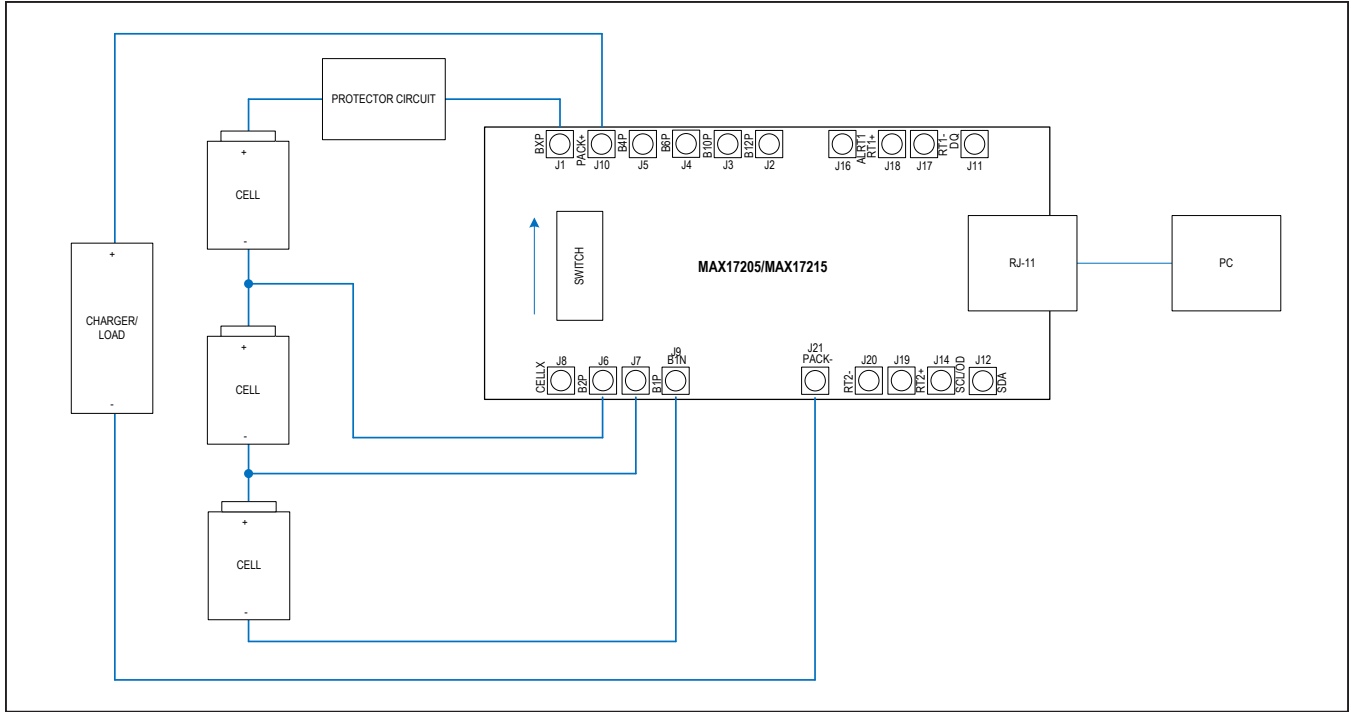 PROTECTOR CIRCUIT
BXP
PACK+
B4P
B6P
B10P
B12P
ALRT1
RT1+
RT1-
DQ
J1
J10
J5
J4
J3
J2
J16
J18
J17
J11
+
CELL
-
SWITCH
MAX17205/MAX17215
RJ-11
PC
+
CHARGER/
LOAD
-
+
CELL
-
CELLX
J8
B2P
J6
J7
B1P
J9
B1N
J21
PACK-
RT2-
J20
J19
RT2+
J14
SCL/OD
J12
SDA
+
CELL
-